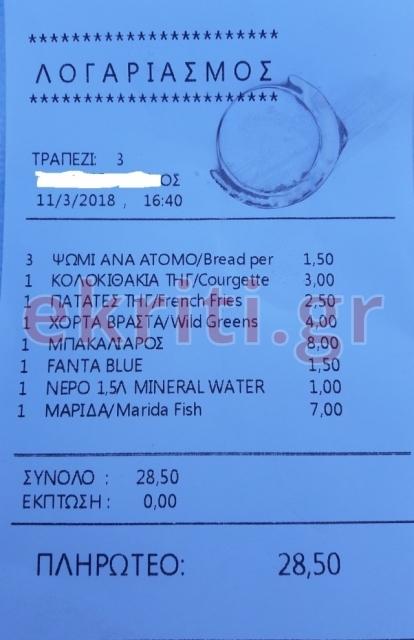 ************************
ΛΟΓΑΡΙΑΣΜΟΣ
************************
ΤΡΑΠΕΖΙ: 3
ΟΣ
11/3/2018 , 16:40
3 ΨΩΜΙ ΑΝΑ ΑΤΟΜΟ/Bread per 1,50
1 ΚΟΛΟΚΙΘΑΚΙΑ ΤΗΓ/Courgette 3,00
1 ΠΑΤΑΤΕΣ ΤΗΓ/French Fries 2,50
1 ΧΟΡΤΑ ΒΡΑΣΤΑ/Wild Greens 4,00
1 ΜΠΑΚΑΛΙΑΡΟΣ 8,00
1 FANTA BLUE 1,50
1 ΝΕΡΟ 1,5Λ MINERAL WATER 1,00
1 ΜΑΡΙΔΑ/Marida Fish 7,00
ekriti.gr
ΣΥΝΟΛΟ : 28,50
ΕΚΠΤΩΣΗ : 0,00
ΠΛΗΡΩΤΕΟ: 28,50